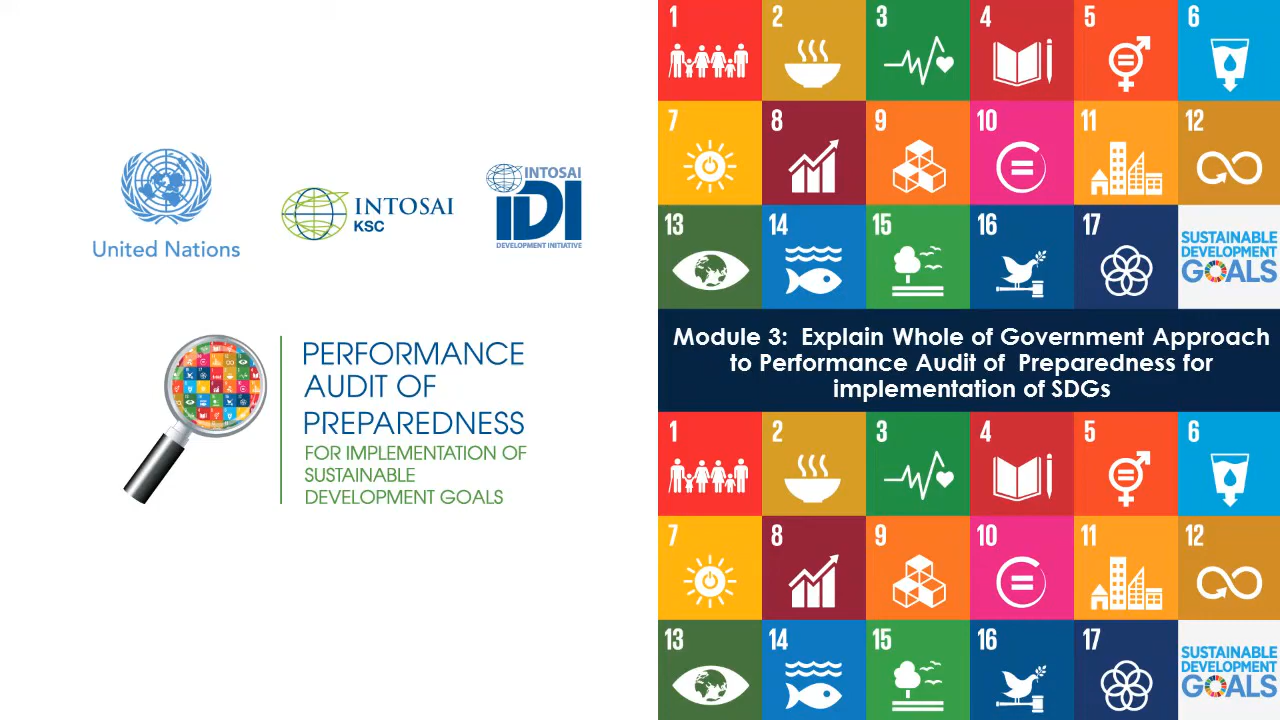 United Nations
INTOSAI
KSC
INTOSAI
IDI
DEVELOPMENT INITIATIVE
PERFORMANCE
AUDIT OF
PREPAREDNESS
FOR IMPLEMENTATION OF
SUSTAINABLE
DEVELOPMENT GOALS
1 2 3 4 5 6
7 8 9 10 11 12
13 14 15 16 17
SUSTAINABLE
DEVELOPMENT
GOALS
Module 3: Explain Whole of Government Approach
to Performance Audit of Preparedness for
implementation of SDGs
1 2 3 4 5 6
7 8 9 10 11 12
13 14 15 16 17
SUSTAINABLE
DEVELOPMENT
GOALS